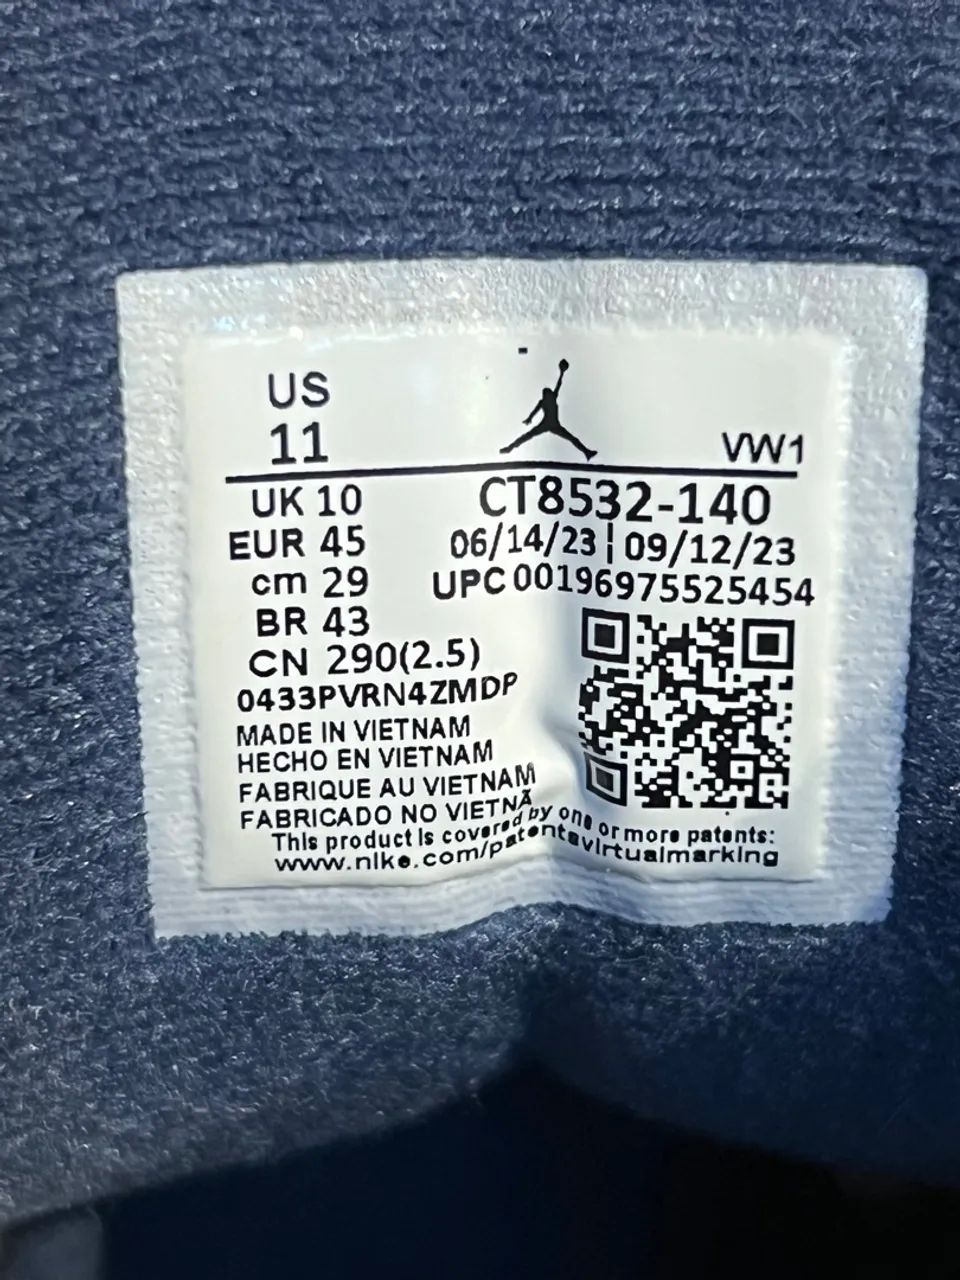 US
11
VW1
UK 10
CT8532-140
EUR 45
06/14/23 | 09/12/23
cm 29
UPC 00196975525454
BR 43
CN 290(2.5)
0433PVRN4ZMDP
MADE IN VIETNAM
HECHO EN VIETNAM
FABRIQUE AU VIETNAM
FABRICADO NO VIETNÃ
This product is covered by one or more patents:
www.nike.com/patentsvirtualmarking